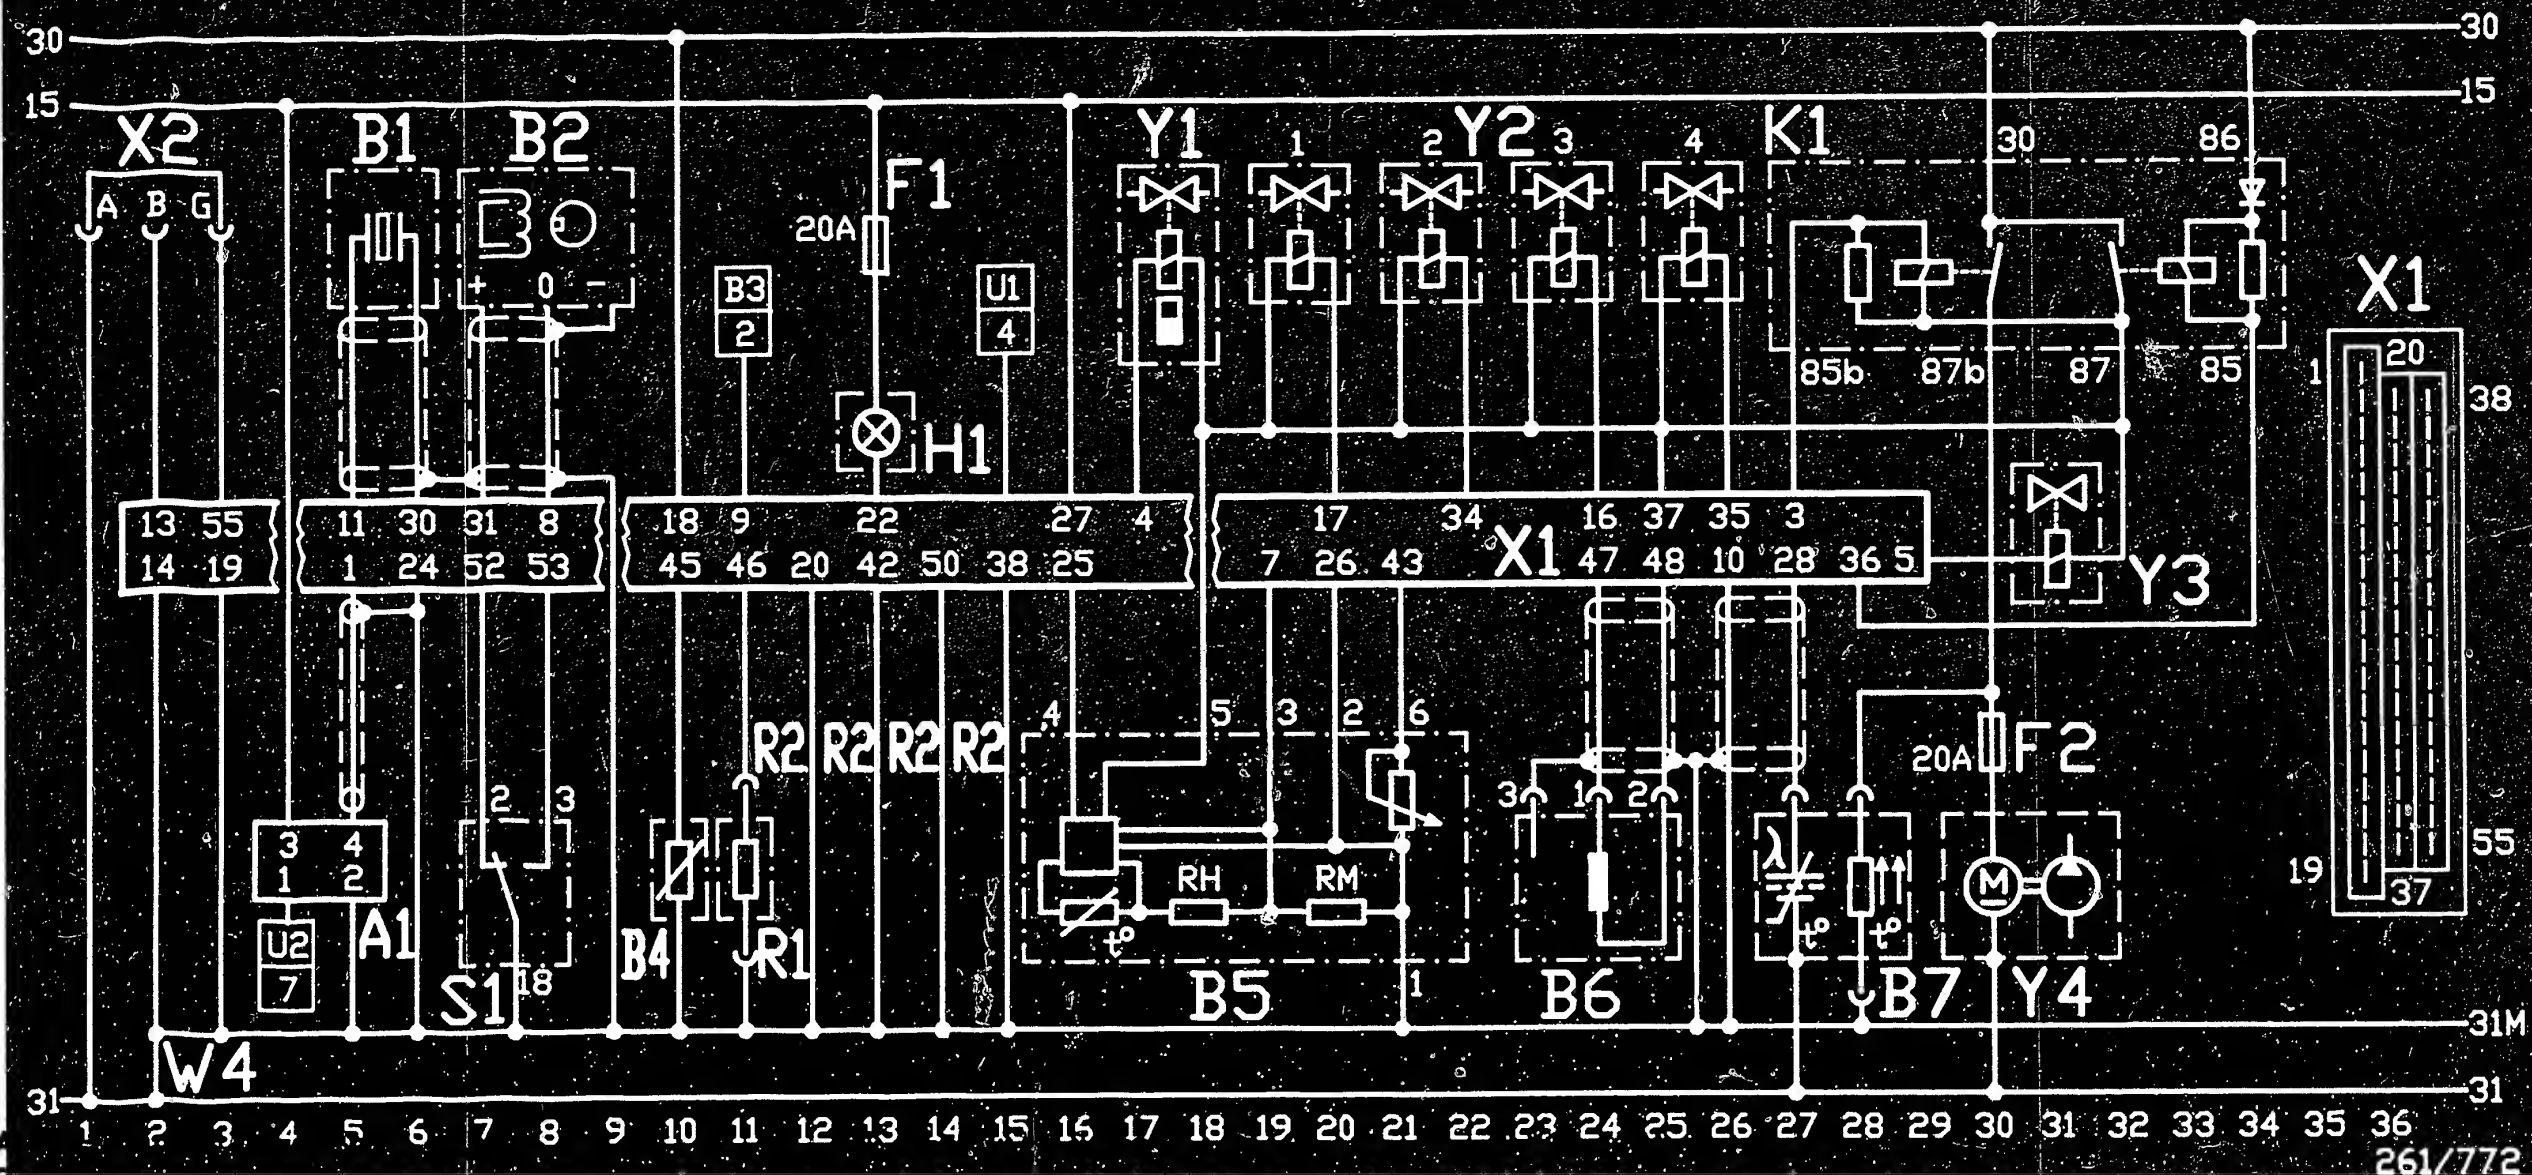 30 30
15 15
X2 B1 B2 Y1 1 2 Y2 3 4 K1 30 86
A B G F1
20A
+ 0 - B3 U1 X1
2 4
85b 87b 87 85 1 20
38
H1
13 55 11 30 31 8 18 9 22 27 4 17 34 16 37 35 3
14 19 1 24 52 53 45 46 20 42 50 38 25 7 26 43 X1 47 48 10 28 36 5
Y3
4 5 3 2 6
R2 R2 R2 R2 20A F2
2 3 3 1 2
3 4 λ 55
1 2 RH RM M 19
37
U2 A1 B4 R1 t° t° t°
7 S1 18 B5 1 B6 B7 Y4
31M
W4
31 31
1 2 3 4 5 6 7 8 9 10 11 12 13 14 15 16 17 18 19 20 21 22 23 24 25 26 27 28 29 30 31 32 33 34 35 36
261/772